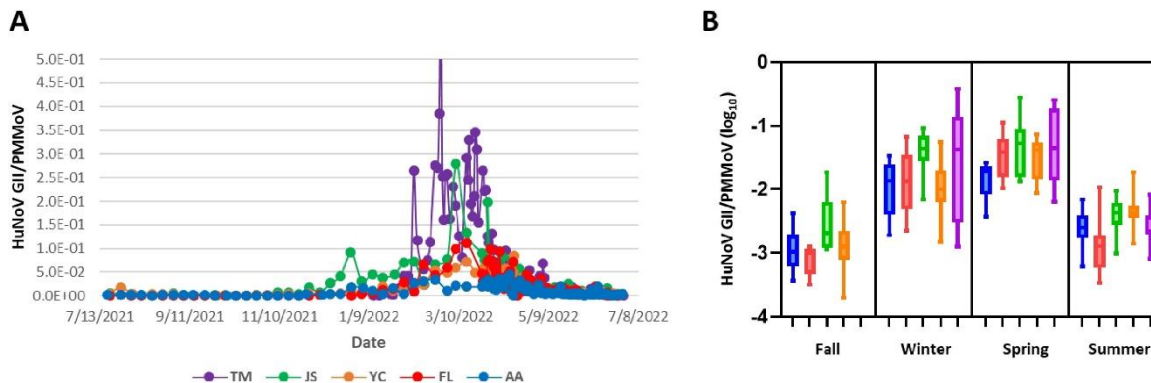 A
HuNoV GII/PMMoV
5.0E-01
4.5E-01
4.0E-01
3.5E-01
3.0E-01
2.5E-01
2.0E-01
1.5E-01
1.0E-01
5.0E-02
0.0E+00
7/13/2021 9/11/2021 11/10/2021 1/9/2022 3/10/2022 5/9/2022 7/8/2022
Date
TM JS YC FL AA
B
HuNoV GII/PMMoV (log10)
0
-1
-2
-3
-4
Fall Winter Spring Summer